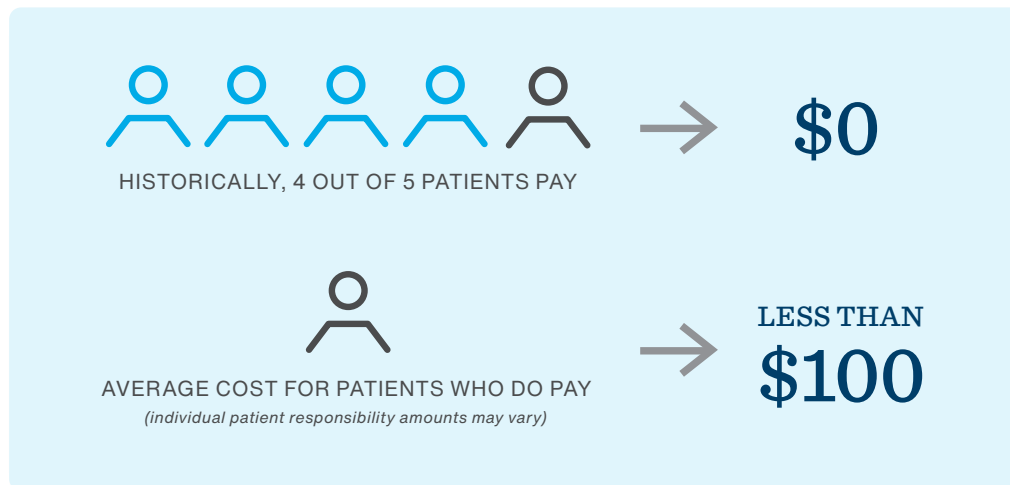 HISTORICALLY, 4 OUT OF 5 PATIENTS PAY
$0
AVERAGE COST FOR PATIENTS WHO DO PAY
(individual patient responsibility amounts may vary)
LESS THAN
$100